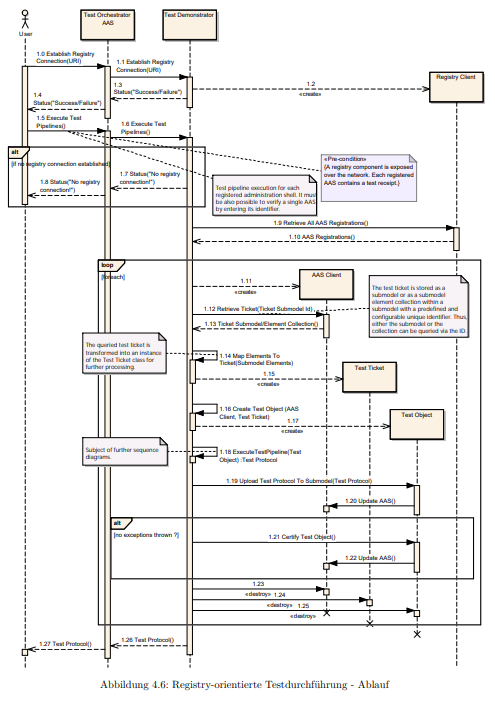 Test Orchestrator
AAS
Test Demonstrator
User
1.0 Establish Registry
Connection(URI)
1.1 Establish Registry
Connection(URI)
1.2
«create»
Registry Client
1.3
Status("Success/Failure")
1.4
Status("Success/Failure")
1.5 Execute Test
Pipelines()
1.6 Execute Test
Pipelines()
alt
[if no registry connection established]
«Pre-condition»
{A registry component is exposed
over the network. Each registered
AAS contains a test receipt.}
1.7 Status("No registry
connection!")
1.8 Status("No registry
connection!")
Test pipeline execution for each
registered administration shell. It must
be also possible to verify a single AAS
by entering its identifier.
1.9 Retrieve All AAS Registrations()
1.10 AAS Registrations()
loop
[foreach]
1.11
«create»
AAS Client
1.12 Retrieve Ticket(Ticket Submodel Id)
1.13 Ticket Submodel/Element Collection()
The test ticket is stored as a
submodel or as a submodel
element collection within a
submodel with a predefined and
configurable unique identifier. Thus,
either the submodel or the
collection can be queried via the ID.
The queried test ticket is
transformed into an instance
of the Test Ticket class for
further processing.
1.14 Map Elements To
Ticket(Submodel Elements)
1.15
«create»
Test Ticket
1.16 Create Test Object (AAS
Client, Test Ticket)
1.17
«create»
Test Object
Subject of further sequence
diagrams.
1.18 ExecuteTestPipeline(Test
Object) :Test Protocol
1.19 Upload Test Protocol To Submodel(Test Protocol)
1.20 Update AAS()
alt
[no exceptions thrown ?]
1.21 Certify Test Object()
1.22 Update AAS()
1.23
«destroy»
1.24
«destroy»
1.25
«destroy»
1.26 Test Protocol()
1.27 Test Protocol()
Abbildung 4.6: Registry-orientierte Testdurchführung - Ablauf